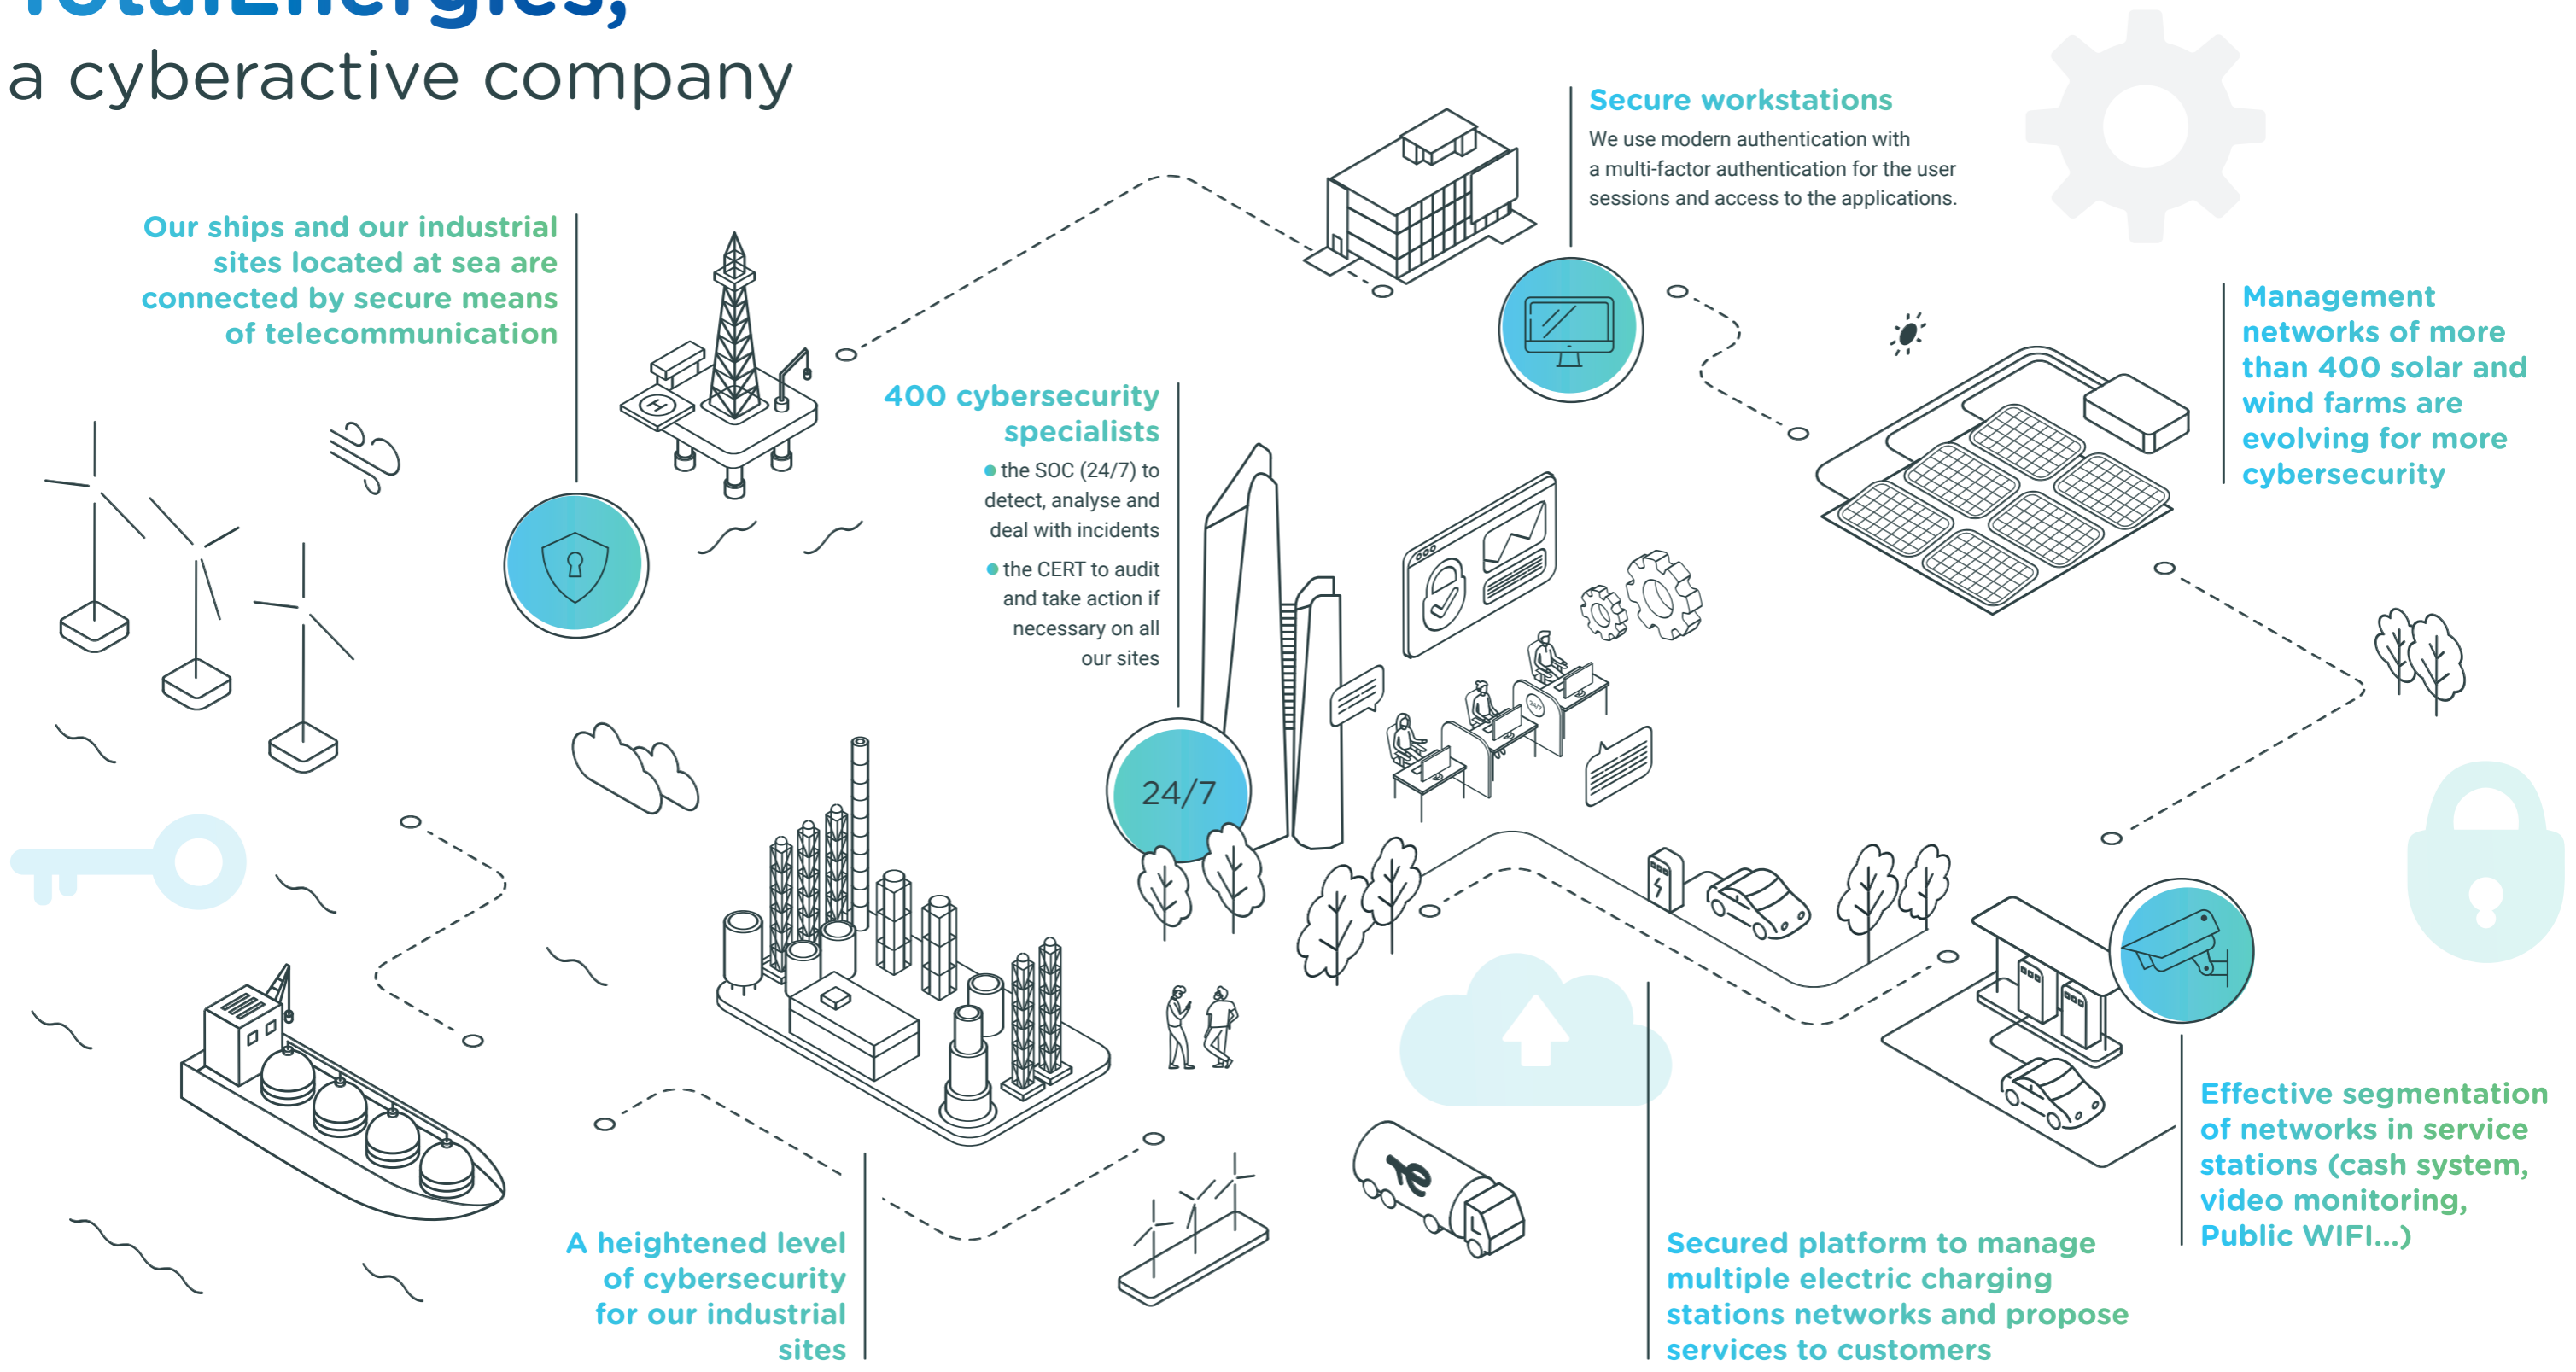 TotalEnergies,
a cyberactive company
Secure workstations
We use modern authentication with
a multi-factor authentication for the user
sessions and access to the applications.
Our ships and our industrial
sites located at sea are
connected by secure means
of telecommunication
Management
networks of more
than 400 solar and
wind farms are
evolving for more
cybersecurity
400 cybersecurity
specialists
● the SOC (24/7) to
detect, analyse and
deal with incidents
● the CERT to audit
and take action if
necessary on all
our sites
H
24/7
24/7
Effective segmentation
of networks in service
stations (cash system,
video monitoring,
Public WIFI...)
A heightened level
of cybersecurity
for our industrial
sites
Secured platform to manage
multiple electric charging
stations networks and propose
services to customers